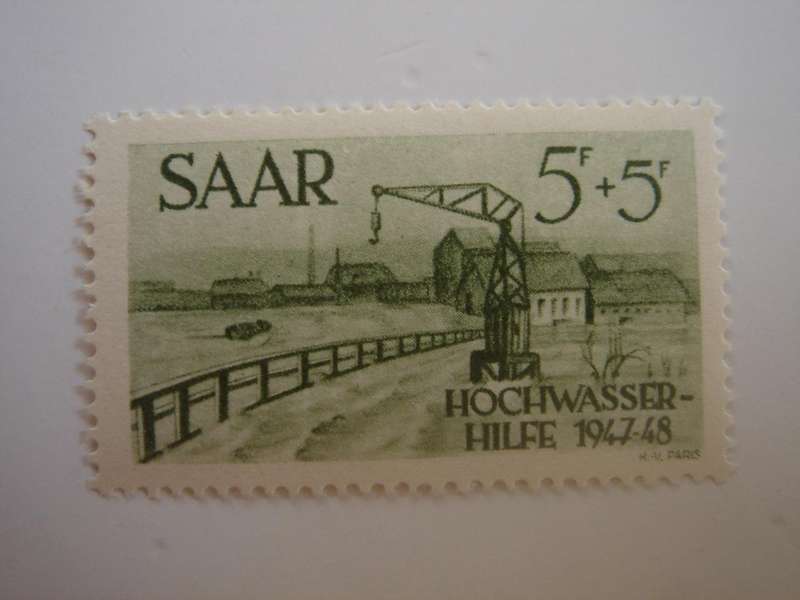 SAAR
5F+5F
HOCHWASSER-
HILFE 1947-48
H.-V. PARIS